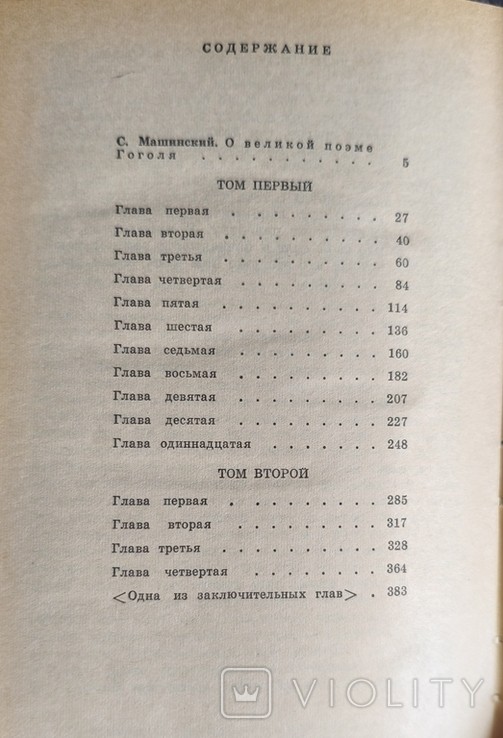 СОДЕРЖАНИЕ
С. Машинский. О великой поэме
Гоголя . . . . . . . . . . . 5
ТОМ ПЕРВЫЙ
Глава первая . . . . . . . . . 27
Глава вторая . . . . . . . . . 40
Глава третья . . . . . . . . . 60
Глава четвертая . . . . . . . . 84
Глава пятая . . . . . . . . . 114
Глава шестая . . . . . . . . 136
Глава седьмая . . . . . . . . 160
Глава восьмая . . . . . . . . 182
Глава девятая . . . . . . . . 207
Глава десятая . . . . . . . . 227
Глава одиннадцатая . . . . . . 248
ТОМ ВТОРОЙ
Глава первая . . . . . . . . 285
Глава вторая . . . . . . . . 317
Глава третья . . . . . . . . . 328
Глава четвертая . . . . . . . 364
<Одна из заключительных глав> . 383
VIOLITY